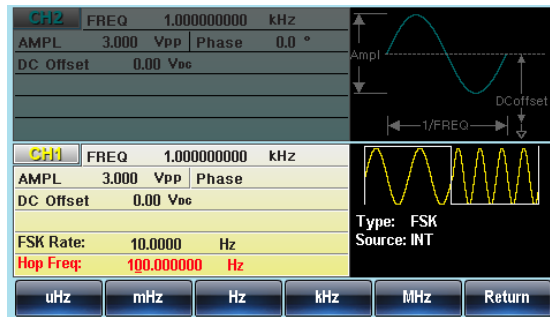 CH2 FREQ 1.000000000 kHz
AMPL 3.000 Vpp Phase 0.0 °
DC Offset 0.00 VDC
Ampl
DCoffset
1/FREQ
CH1 FREQ 1.000000000 kHz
AMPL 3.000 Vpp Phase
DC Offset 0.00 VDC
FSK Rate: 10.0000 Hz
Hop Freq: 100.000000 Hz
Type: FSK
Source: INT
uHz mHz Hz kHz MHz Return